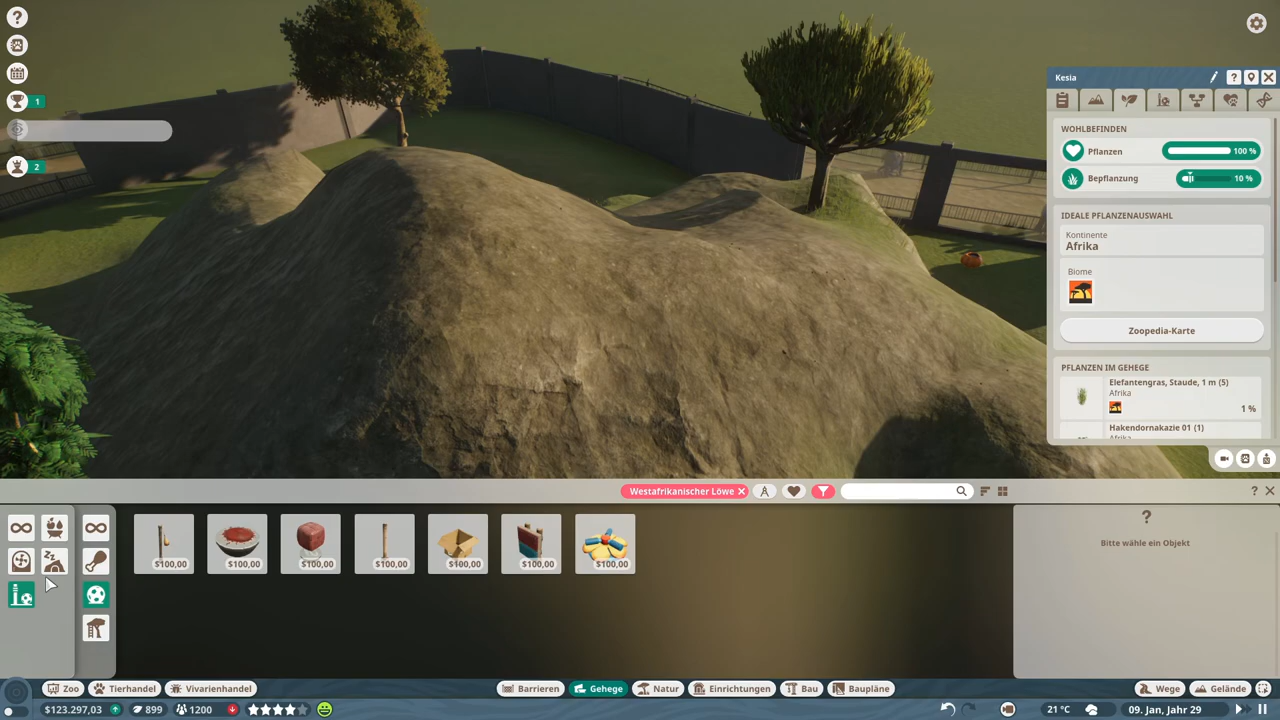 ?
1
2
Kesia
?
WOHLBEFINDEN
Pflanzen
100 %
Bepflanzung
10 %
IDEALE PFLANZENAUSWAHL
Kontinente
Afrika
Biome
Zoopedia-Karte
PFLANZEN IM GEHEGE
Elefantengras, Staude, 1 m (5)
Afrika
1 %
Hakendornakazie 01 (1)
Afrika
Westafrikanischer Löwe
?
$100,00
$100,00
$100,00
$100,00
$100,00
$100,00
$100,00
?
Bitte wähle ein Objekt
Zoo
Tierhandel
Vivarienhandel
Barrieren
Gehege
Natur
Einrichtungen
Bau
Baupläne
Wege
Gelände
$123.297,03
899
1200
21 °C
09. Jan, Jahr 29